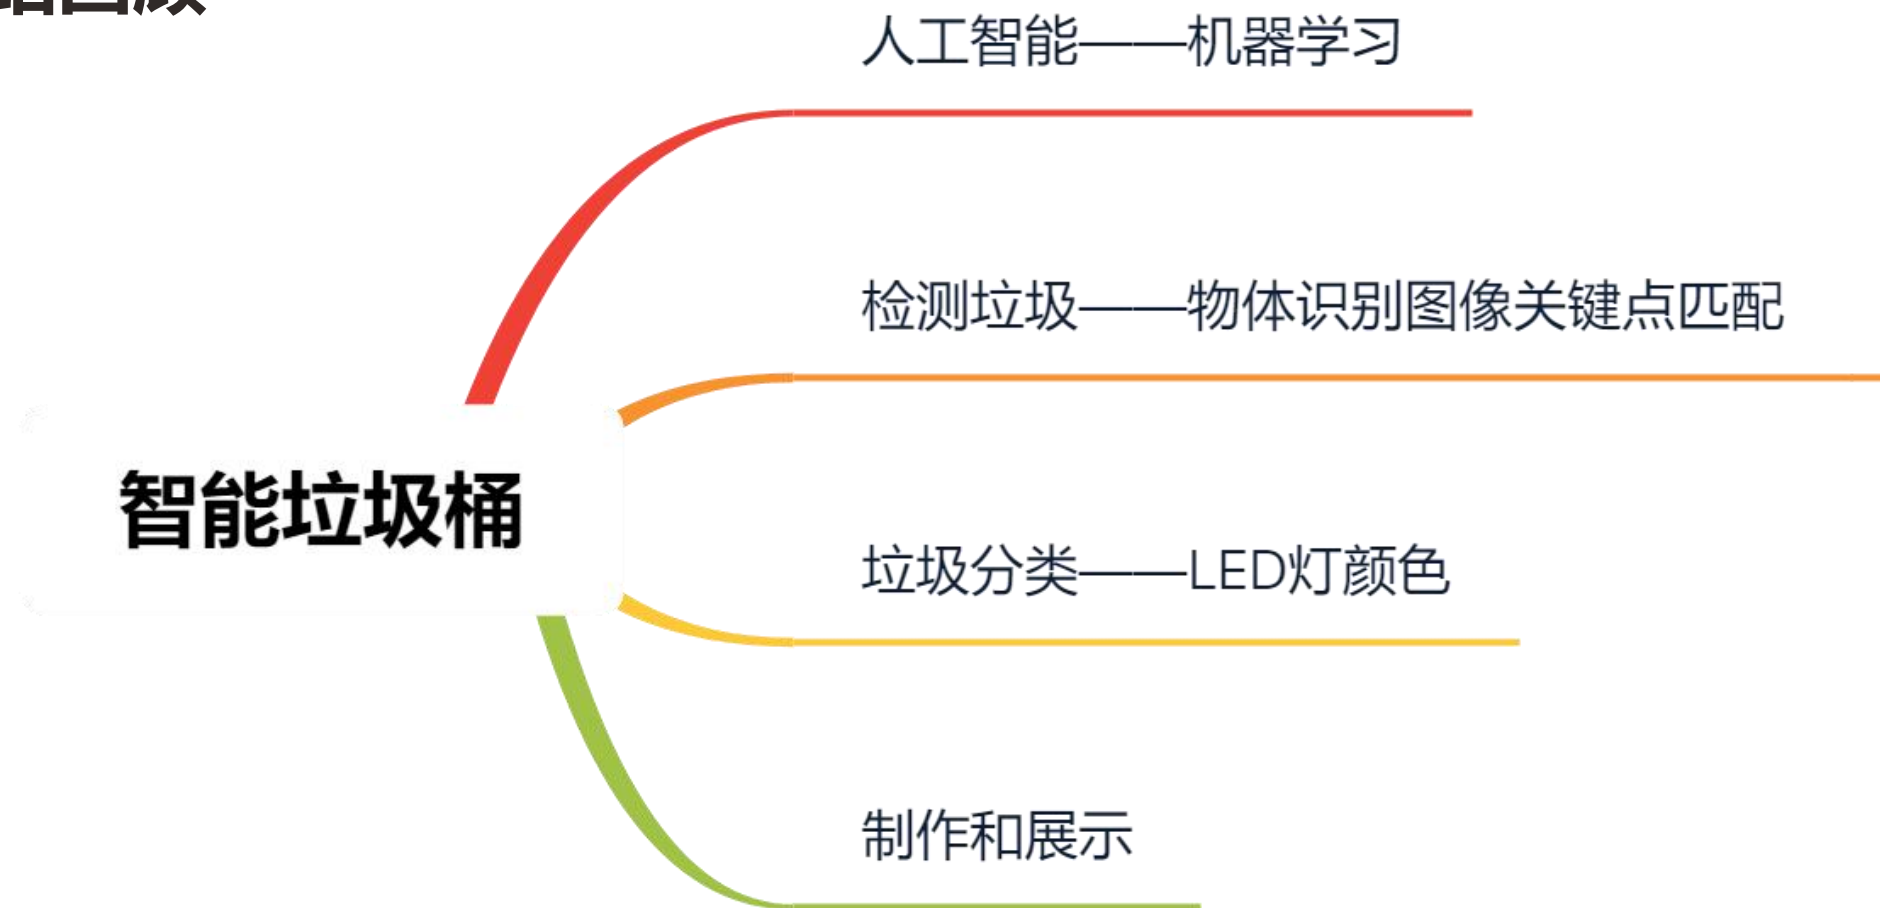 人工智能——机器学习
检测垃圾——物体识别图像关键点匹配
智能垃圾桶
垃圾分类——LED灯颜色
制作和展示